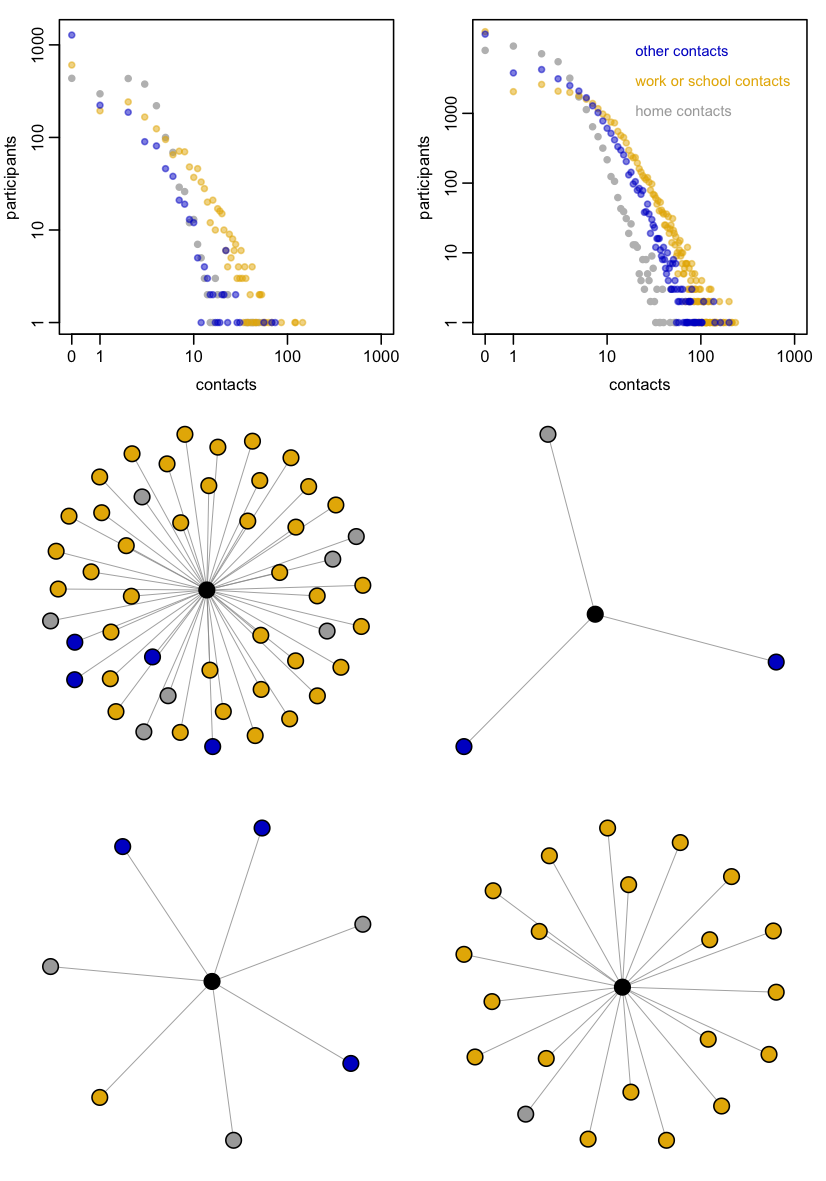 1000
100
10
1
participants
0 1 10 100 1000
contacts
other contacts
work or school contacts
home contacts
1000
100
10
1
participants
0 1 10 100 1000
contacts